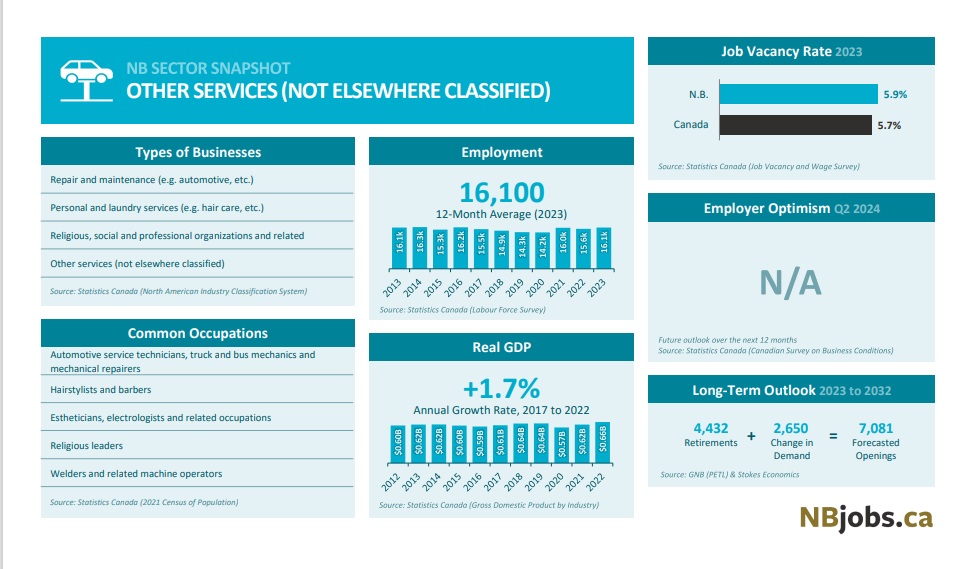 NB SECTOR SNAPSHOT
OTHER SERVICES (NOT ELSEWHERE CLASSIFIED)
Types of Businesses
Repair and maintenance (e.g. automotive, etc.)
Personal and laundry services (e.g. hair care, etc.)
Religious, social and professional organizations and related
Other services (not elsewhere classified)
Source: Statistics Canada (North American Industry Classification System)
Common Occupations
Automotive service technicians, truck and bus mechanics and
mechanical repairers
Hairstylists and barbers
Estheticians, electrologists and related occupations
Religious leaders
Welders and related machine operators
Source: Statistics Canada (2021 Census of Population)
Employment
16,100
12-Month Average (2023)
16.1k 16.3k 15.3k 16.2k 15.5k 14.9k 14.3k 14.2k 16.0k 15.6k 16.1k
2013 2014 2015 2016 2017 2018 2019 2020 2021 2022 2023
Source: Statistics Canada (Labour Force Survey)
Real GDP
+1.7%
Annual Growth Rate, 2017 to 2022
$0.60B $0.62B $0.62B $0.60B $0.59B $0.61B $0.64B $0.64B $0.57B $0.62B $0.66B
2012 2013 2014 2015 2016 2017 2018 2019 2020 2021 2022
Source: Statistics Canada (Gross Domestic Product by Industry)
Job Vacancy Rate 2023
N.B. 5.9%
Canada 5.7%
Source: Statistics Canada (Job Vacancy and Wage Survey)
Employer Optimism Q2 2024
N/A
Future outlook over the next 12 months
Source: Statistics Canada (Canadian Survey on Business Conditions)
Long-Term Outlook 2023 to 2032
4,432 + 2,650 = 7,081
Retirements Change in Forecasted
Demand Openings
Source: GNB (PETL) & Stokes Economics
NBjobs.ca